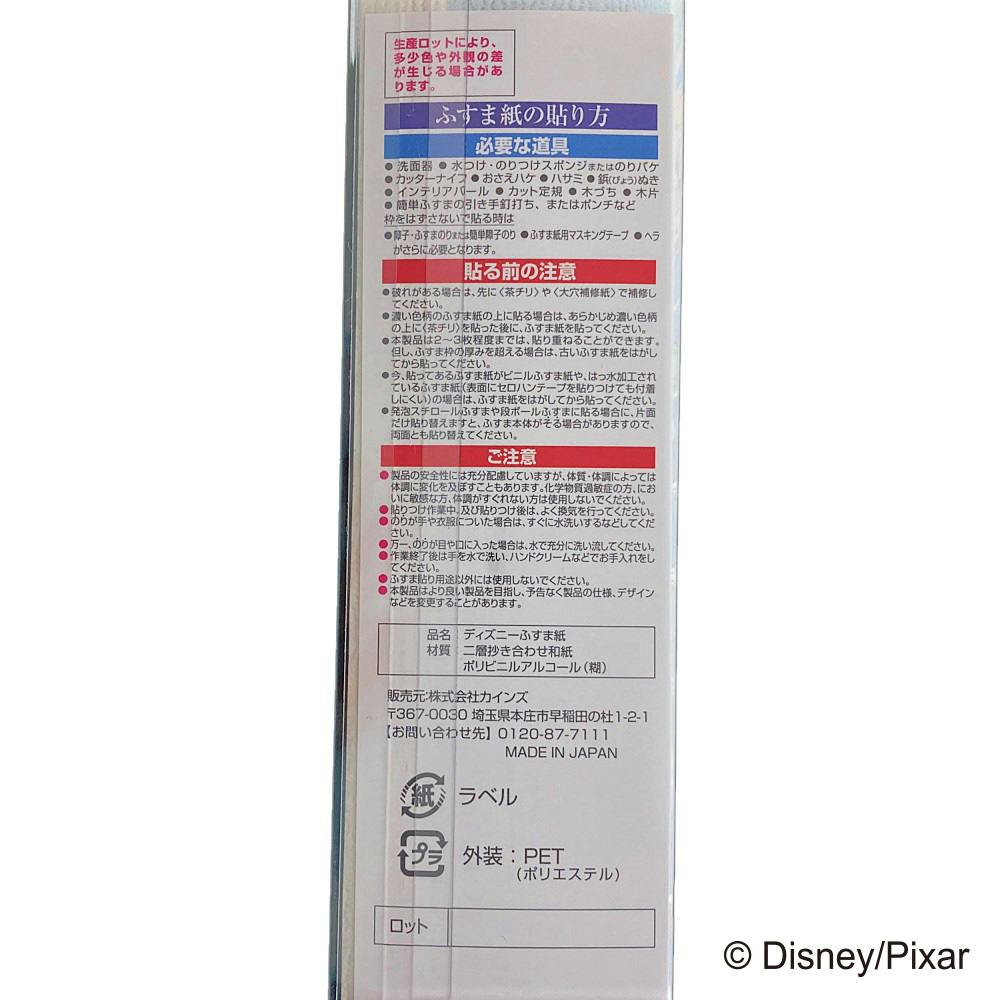 生産ロットにより、
多少色や外観の差
が生じる場合があ
ります。
ふすま紙の貼り方
必要な道具
● 洗面器 ● 水つけ・のりつけスポンジまたはのりバケ
● カッターナイフ ● おさえハケ ● ハサミ ● 鋲(びょう)ぬき
● インテリアバール ● カット定規 ● 木づち ● 木片
● 簡単ふすまの引き手釘打ち、またはポンチなど
枠をはずさないで貼る時は
● 障子・ふすまのりまたは簡単障子のり ● ふすま紙用マスキングテープ ● ヘラ
がさらに必要となります。
貼る前の注意
● 破れがある場合は、先に〈茶チリ〉や〈大穴補修紙〉で補修し
てください。
● 濃い色柄のふすま紙の上に貼る場合は、あらかじめ濃い色柄
の上に〈茶チリ〉を貼った後に、ふすま紙を貼ってください。
● 本製品は2〜3枚程度までは、貼り重ねることができます。
但し、ふすま枠の厚みを超える場合は、古いふすま紙をはがし
てから貼ってください。
● 今、貼ってあるふすま紙がビニルふすま紙や、はっ水加工され
ているふすま紙(表面にセロハンテープを貼りつけても付着
しにくい)の場合は、ふすま紙をはがしてから貼ってください。
● 発泡スチロールふすまや段ボールふすまに貼る場合に、片面
だけ貼り替えますと、ふすま本体がそる場合がありますので、
両面とも貼り替えてください。
ご注意
● 製品の安全性には充分配慮していますが、体質・体調によっては
体調に変化を及ぼすこともあります。化学物質過敏症の方、にお
いに敏感な方、体調がすぐれない方は使用しないでください。
● 貼りつけ作業中、及び貼りつけ後は、よく換気を行ってください。
● のりが手や衣服についた場合は、すぐに水洗いするなどしてくだ
さい。
● 万一、のりが目や口に入った場合は、水で充分に洗い流してください。
● 作業終了後は手を水で洗い、ハンドクリームなどでお手入れをし
てください。
● ふすま貼り用途以外には使用しないでください。
● 本製品はより良い製品を目指し、予告なく製品の仕様、デザイン
などを変更することがあります。
品名：ディズニーふすま紙
材質：二層抄き合わせ和紙
ポリビニルアルコール(糊)
販売元:株式会社カインズ
〒367-0030 埼玉県本庄市早稲田の杜1-2-1
【お問い合わせ先】0120-87-7111
MADE IN JAPAN
紙 ラベル
プラ 外装：PET
(ポリエステル)
ロット
© Disney/Pixar